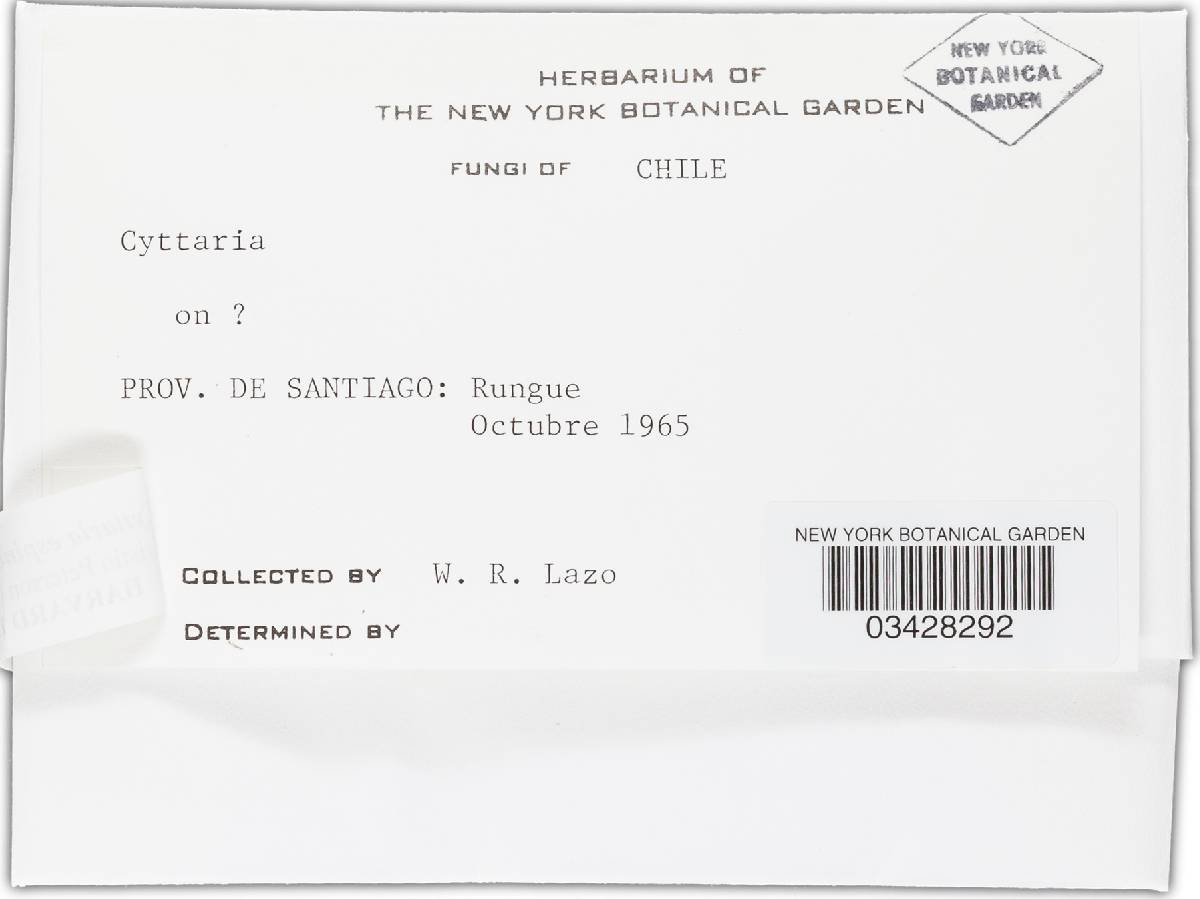 NEW YORK
BOTANICAL
GARDEN
HERBARIUM OF
THE NEW YORK BOTANICAL GARDEN
FUNGI OF CHILE
Cyttaria
on ?
PROV. DE SANTIAGO: Rungue
Octubre 1965
COLLECTED BY W. R. Lazo
DETERMINED BY
NEW YORK BOTANICAL GARDEN
03428292